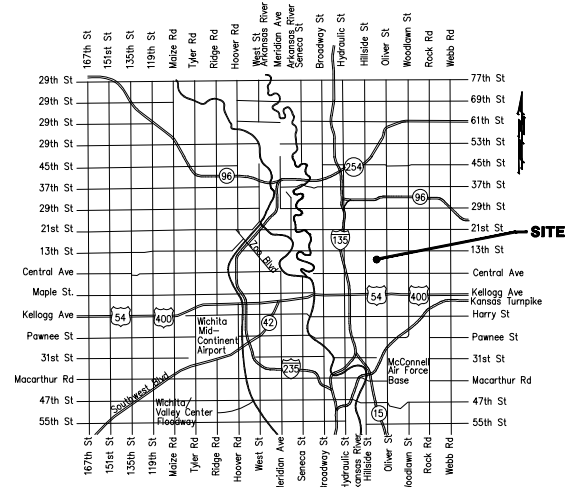 167th St
151st St
135th St
119th St
Maize Rd
Tyler Rd
Ridge Rd
Hoover Rd
West St
Arkansas River
Meridian Ave
Arkansas River
Seneca St
Broadway St
Hydraulic St
Hillside St
Oliver St
Woodlawn St
Rock Rd
Webb Rd
29th St
29th St
29th St
29th St
45th St
37th St
29th St
21st St
13th St
Central Ave
Maple St.
Kellogg Ave
Pawnee St
31st St
Macarthur Rd
47th St
55th St
77th St
69th St
61th St
53th St
45th St
37th St
29th St
21st St
13th St
Central Ave
Kellogg Ave
Kansas Turnpike
Harry St
Pawnee St
31st St
Macarthur Rd
47th St
55th St
SITE
96
254
96
135
Zoo Blvd
54
400
54
400
42
235
15
Wichita
Mid-
Continent
Airport
McConnell
Air Force
Base
Southwest Blvd
Wichita/
Valley Center
Floodway
167th St
151st St
135th St
119th St
Maize Rd
Tyler Rd
Ridge Rd
Hoover Rd
West St
Meridian Ave
Seneca St
Broadway St
Hydraulic St
Arkansas River
Hillside St
Oliver St
Woodlawn St
Rock Rd
Webb Rd